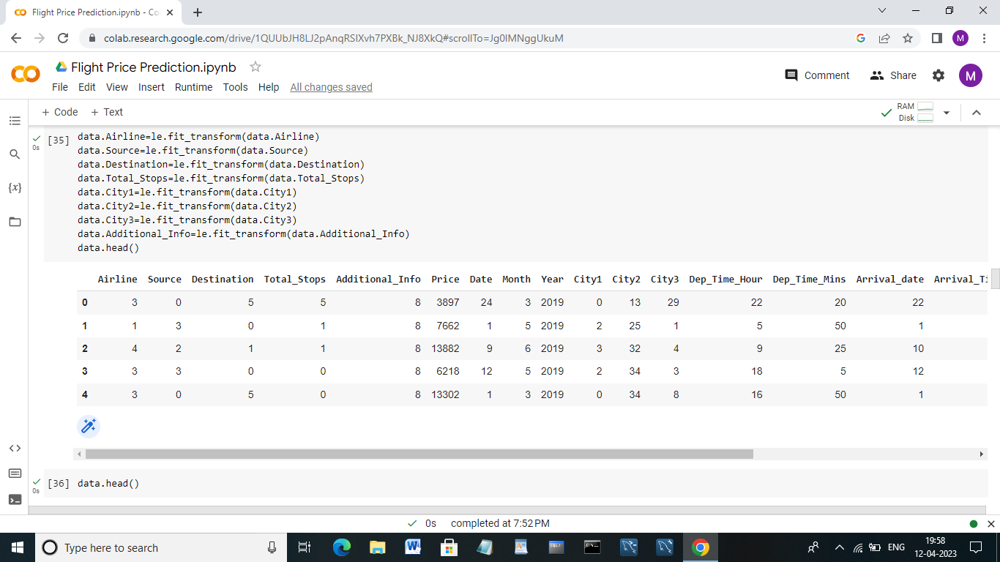 Flight Price Prediction.ipynb - Co
colab.research.google.com/drive/1QUUbJH8LJ2pAnqRSIXvh7PXBk_NJ8XkQ#scrollTo=Jg0lMNggUkuM
M
Flight Price Prediction.ipynb
Comment
Share
M
File Edit View Insert Runtime Tools Help All changes saved
+ Code + Text
RAM
Disk
[35] data.Airline=le.fit_transform(data.Airline)
0s
data.Source=le.fit_transform(data.Source)
data.Destination=le.fit_transform(data.Destination)
data.Total_Stops=le.fit_transform(data.Total_Stops)
data.City1=le.fit_transform(data.City1)
{x}
data.City2=le.fit_transform(data.City2)
data.City3=le.fit_transform(data.City3)
data.Additional_Info=le.fit_transform(data.Additional_Info)
data.head()
Airline Source Destination Total_Stops Additional_Info Price Date Month Year City1 City2 City3 Dep_Time_Hour Dep_Time_Mins Arrival_date Arrival_Ti
0 3 0 5 5 8 3897 24 3 2019 0 13 29 22 20 22
1 1 3 0 1 8 7662 1 5 2019 2 25 1 5 50 1
2 4 2 1 1 8 13882 9 6 2019 3 32 4 9 25 10
3 3 3 0 0 8 6218 12 5 2019 2 34 3 18 5 12
4 3 0 5 0 8 13302 1 3 2019 0 34 8 16 50 1
[36] data.head()
0s
0s completed at 7:52 PM
Type here to search
ENG
19:58
12-04-2023